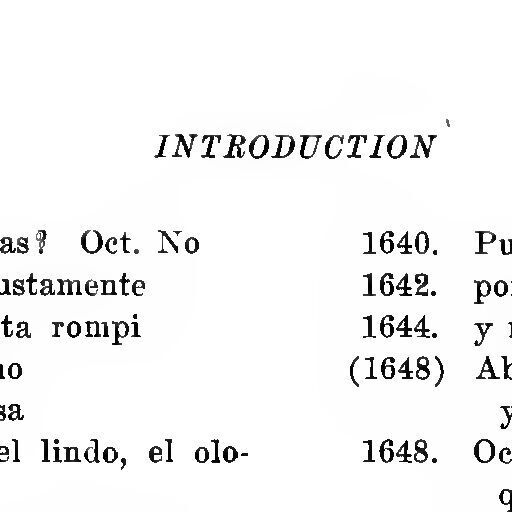 INTRODUCTION
as? Oct. No 1640. Pu
ustamente 1642. po
ta rompi 1644. y
no (1648) Ab
sa y
el lindo, el olo- 1648. Oc
q